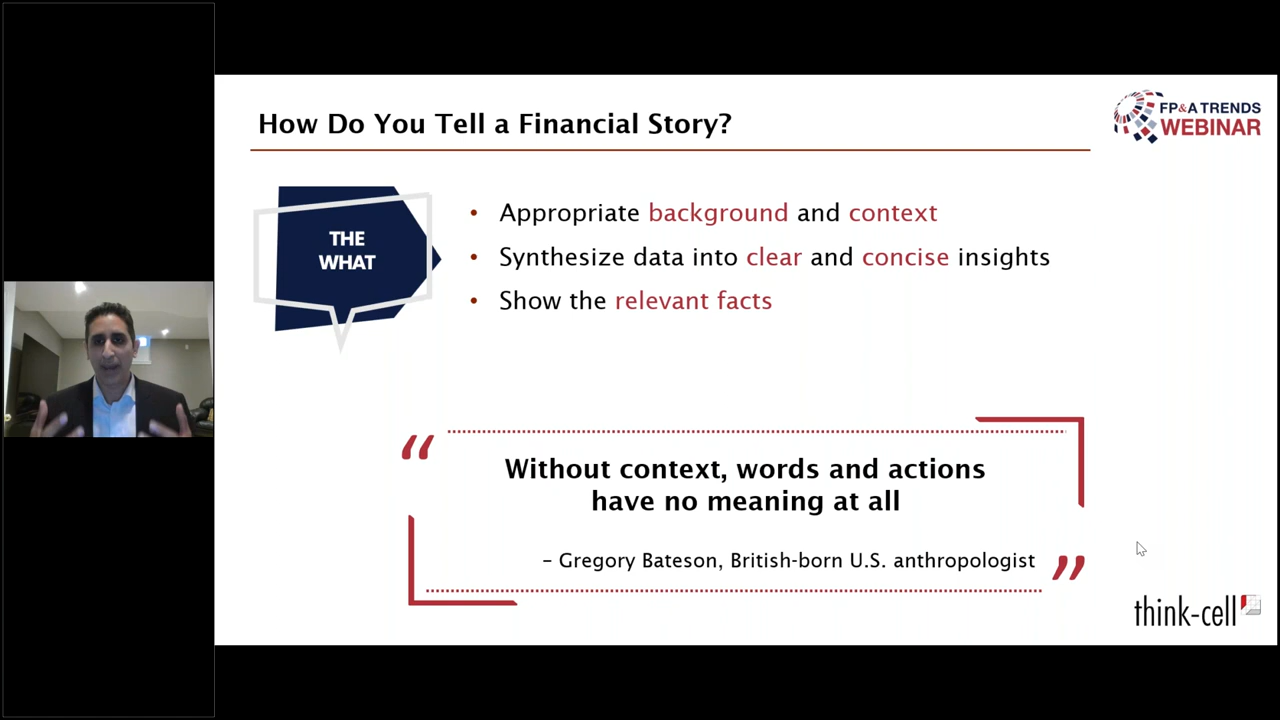 How Do You Tell a Financial Story?
FP&A TRENDS
WEBINAR
THE
WHAT
• Appropriate background and context
• Synthesize data into clear and concise insights
• Show the relevant facts
“
Without context, words and actions
have no meaning at all
– Gregory Bateson, British-born U.S. anthropologist
”
think-cell